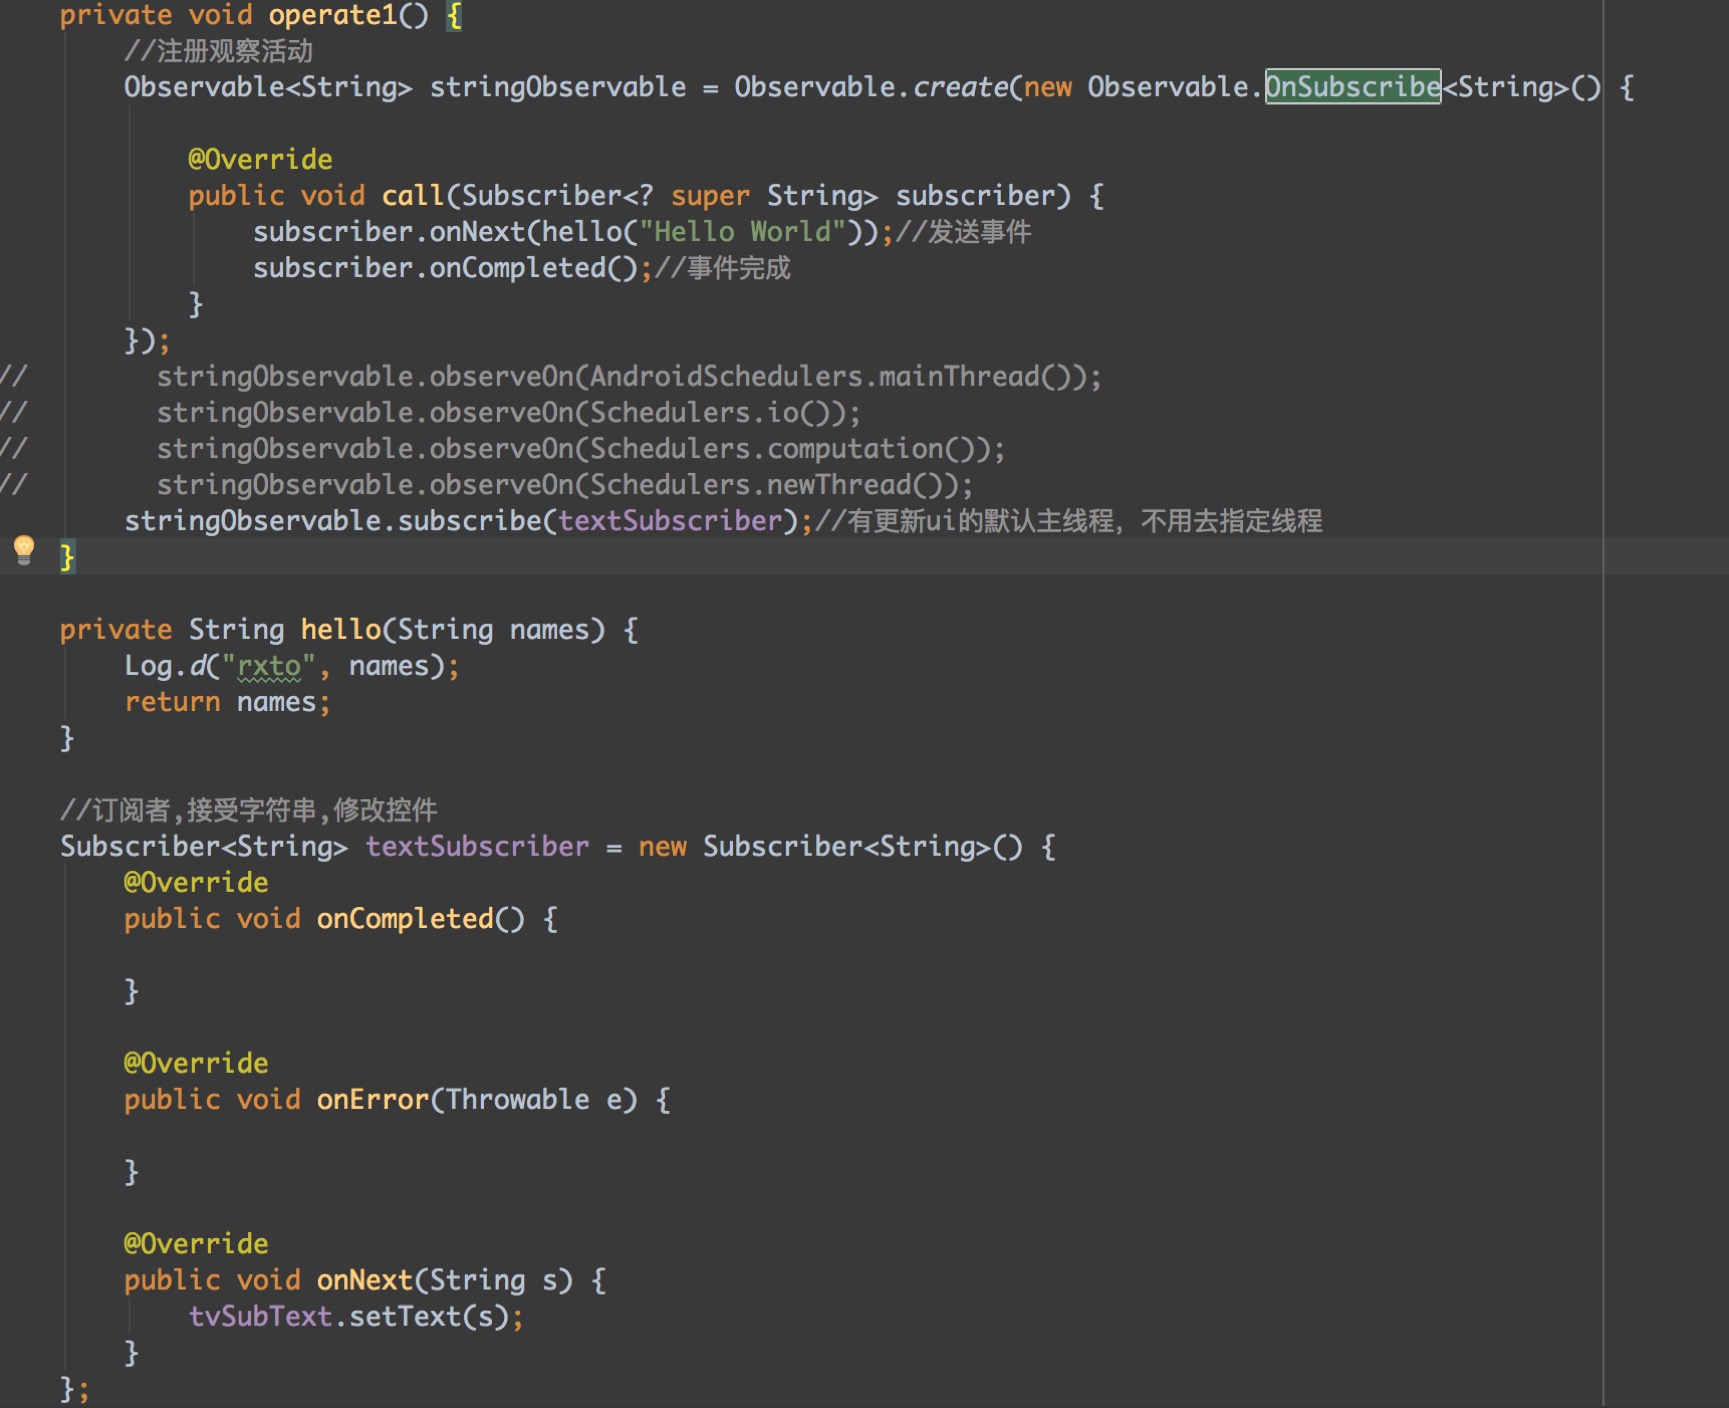 private void operate1() {
//注册观察活动
Observable<String> stringObservable = Observable.create(new Observable.OnSubscribe<String>() {
@Override
public void call(Subscriber<? super String> subscriber) {
subscriber.onNext(hello("Hello World"));//发送事件
subscriber.onCompleted();//事件完成
}
});
// stringObservable.observeOn(AndroidSchedulers.mainThread());
// stringObservable.observeOn(Schedulers.io());
// stringObservable.observeOn(Schedulers.computation());
// stringObservable.observeOn(Schedulers.newThread());
stringObservable.subscribe(textSubscriber);//有更新ui的默认主线程，不用去指定线程
}
private String hello(String names) {
Log.d("rxto", names);
return names;
}
//订阅者,接受字符串,修改控件
Subscriber<String> textSubscriber = new Subscriber<String>() {
@Override
public void onCompleted() {
}
@Override
public void onError(Throwable e) {
}
@Override
public void onNext(String s) {
tvSubText.setText(s);
}
};